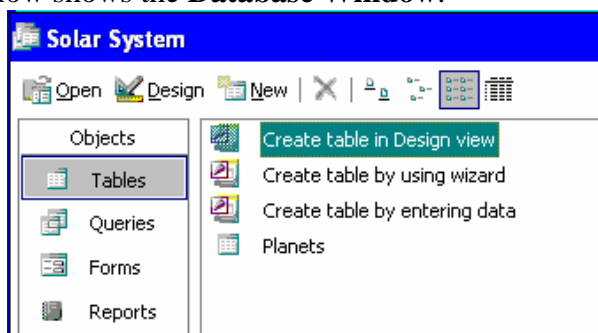 ow shows the Database Window.
Solar System
Open Design New
Objects
Tables
Queries
Forms
Reports
Create table in Design view
Create table by using wizard
Create table by entering data
Planets